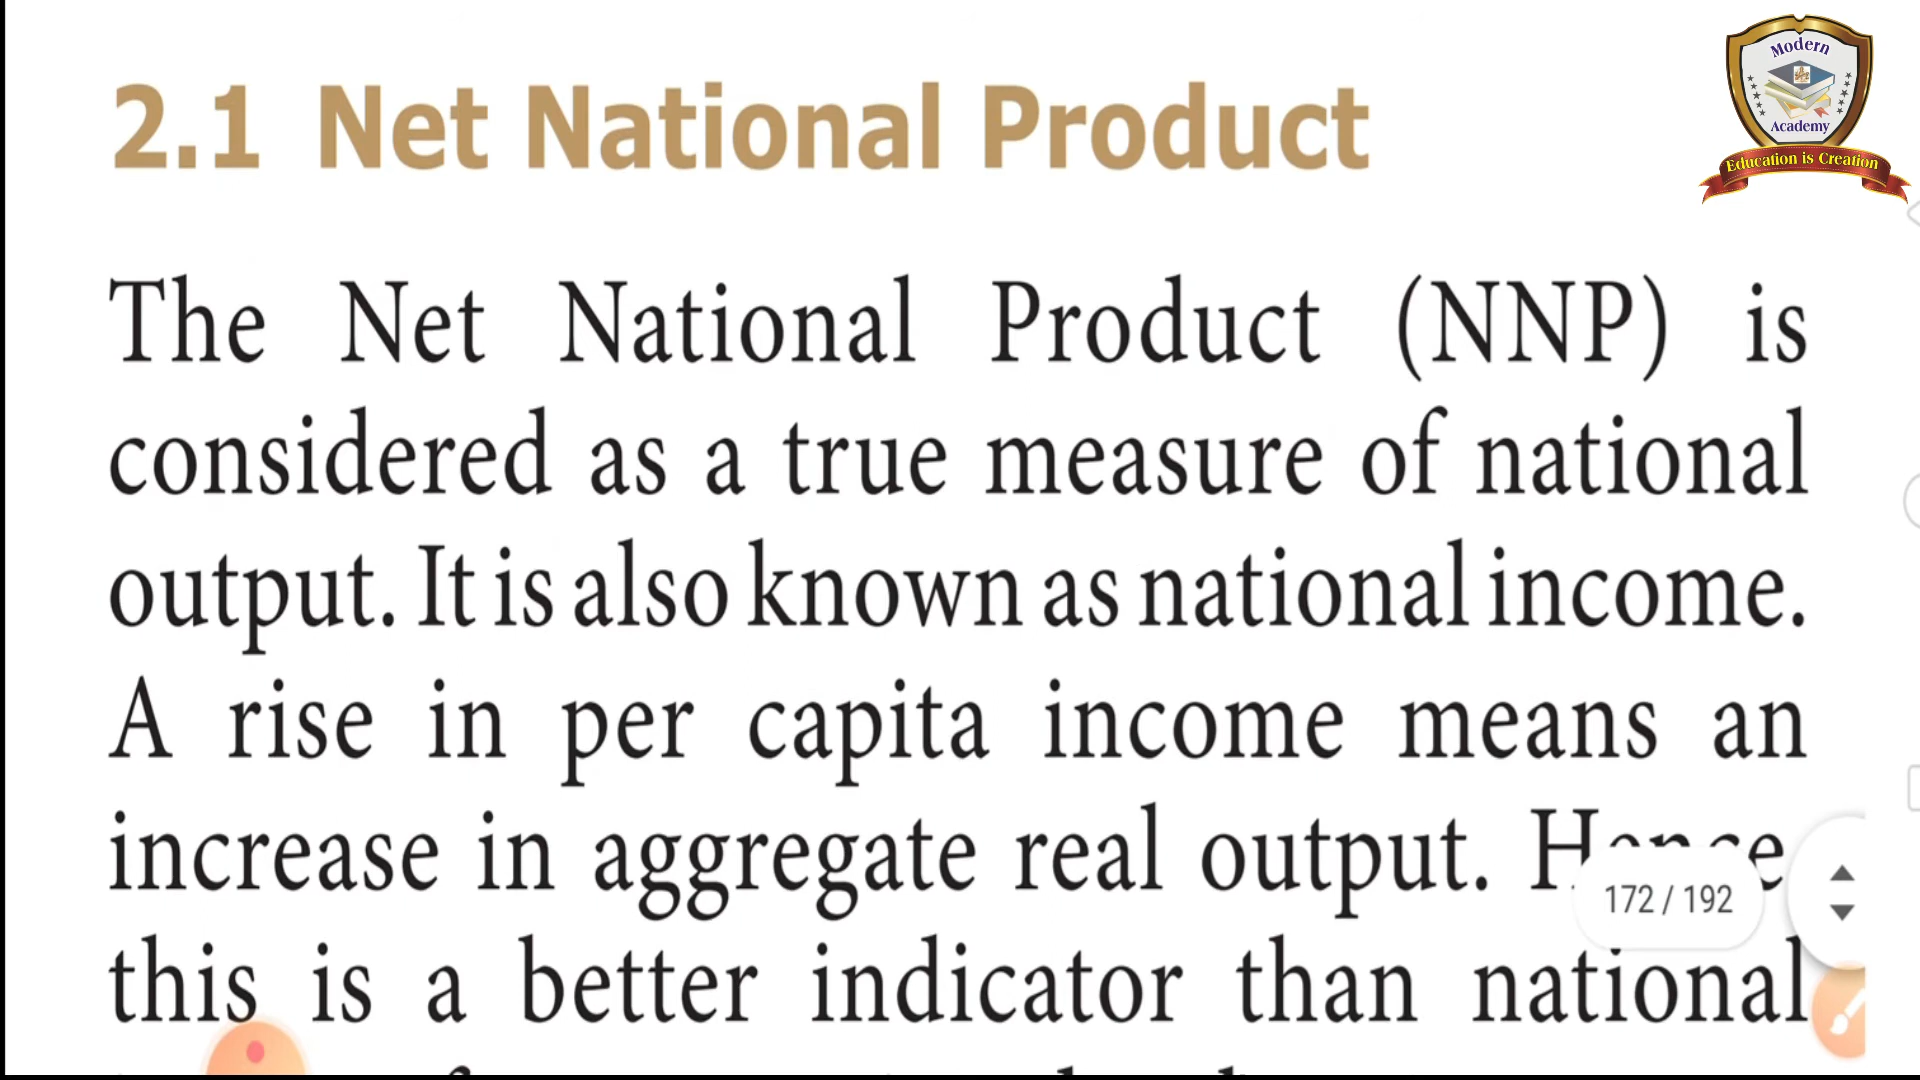 Modern
Academy
Education is Creation
2.1 Net National Product
The Net National Product (NNP) is
considered as a true measure of national
output. It is also known as national income.
A rise in per capita income means an
increase in aggregate real output. Hence
this is a better indicator than national
172 / 192